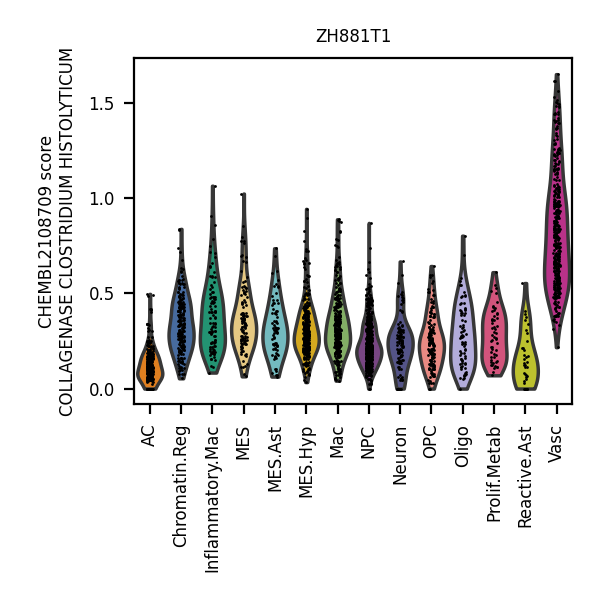 ZH881T1
CHEMBL2108709 score
COLLAGENASE CLOSTRIDIUM HISTOLYTICUM
1.5
1.0
0.5
0.0
AC
Chromatin.Reg
Inflammatory.Mac
MES
MES.Ast
MES.Hyp
Mac
NPC
Neuron
OPC
Oligo
Prolif.Metab
Reactive.Ast
Vasc